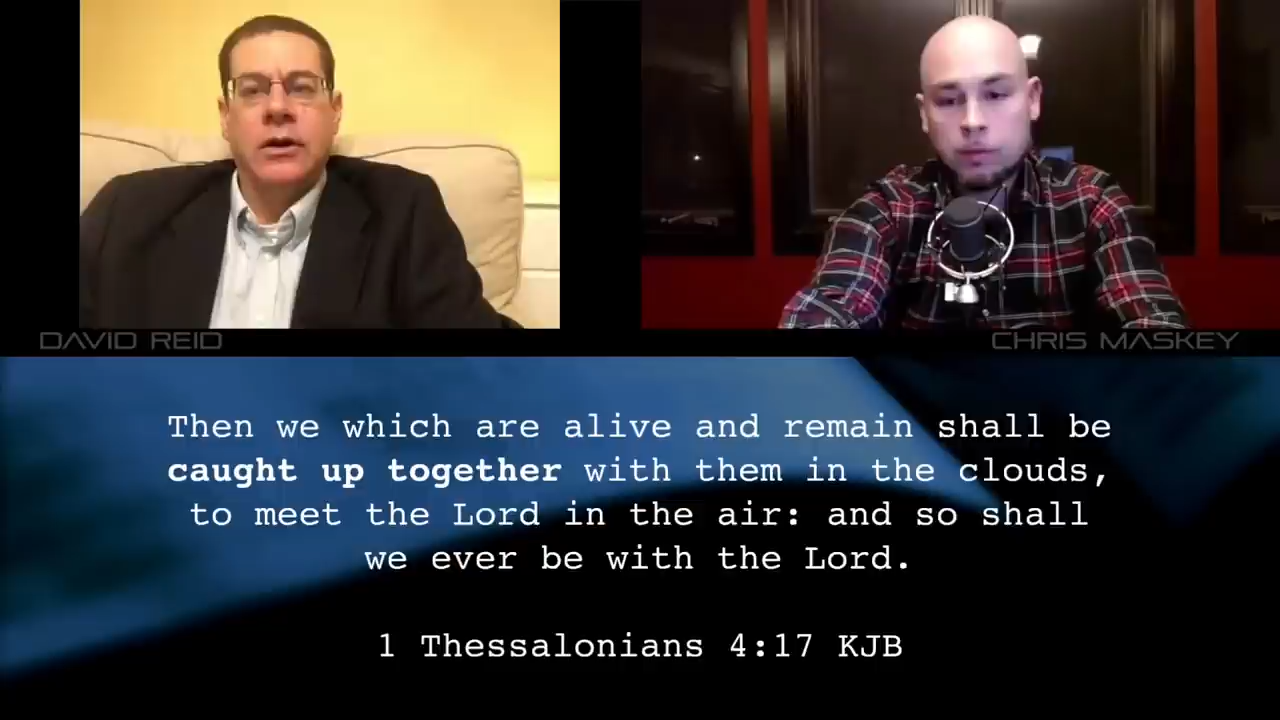 DAVID REID
CHRIS MASKEY
Then we which are alive and remain shall be
caught up together with them in the clouds,
to meet the Lord in the air: and so shall
we ever be with the Lord.
1 Thessalonians 4:17 KJB